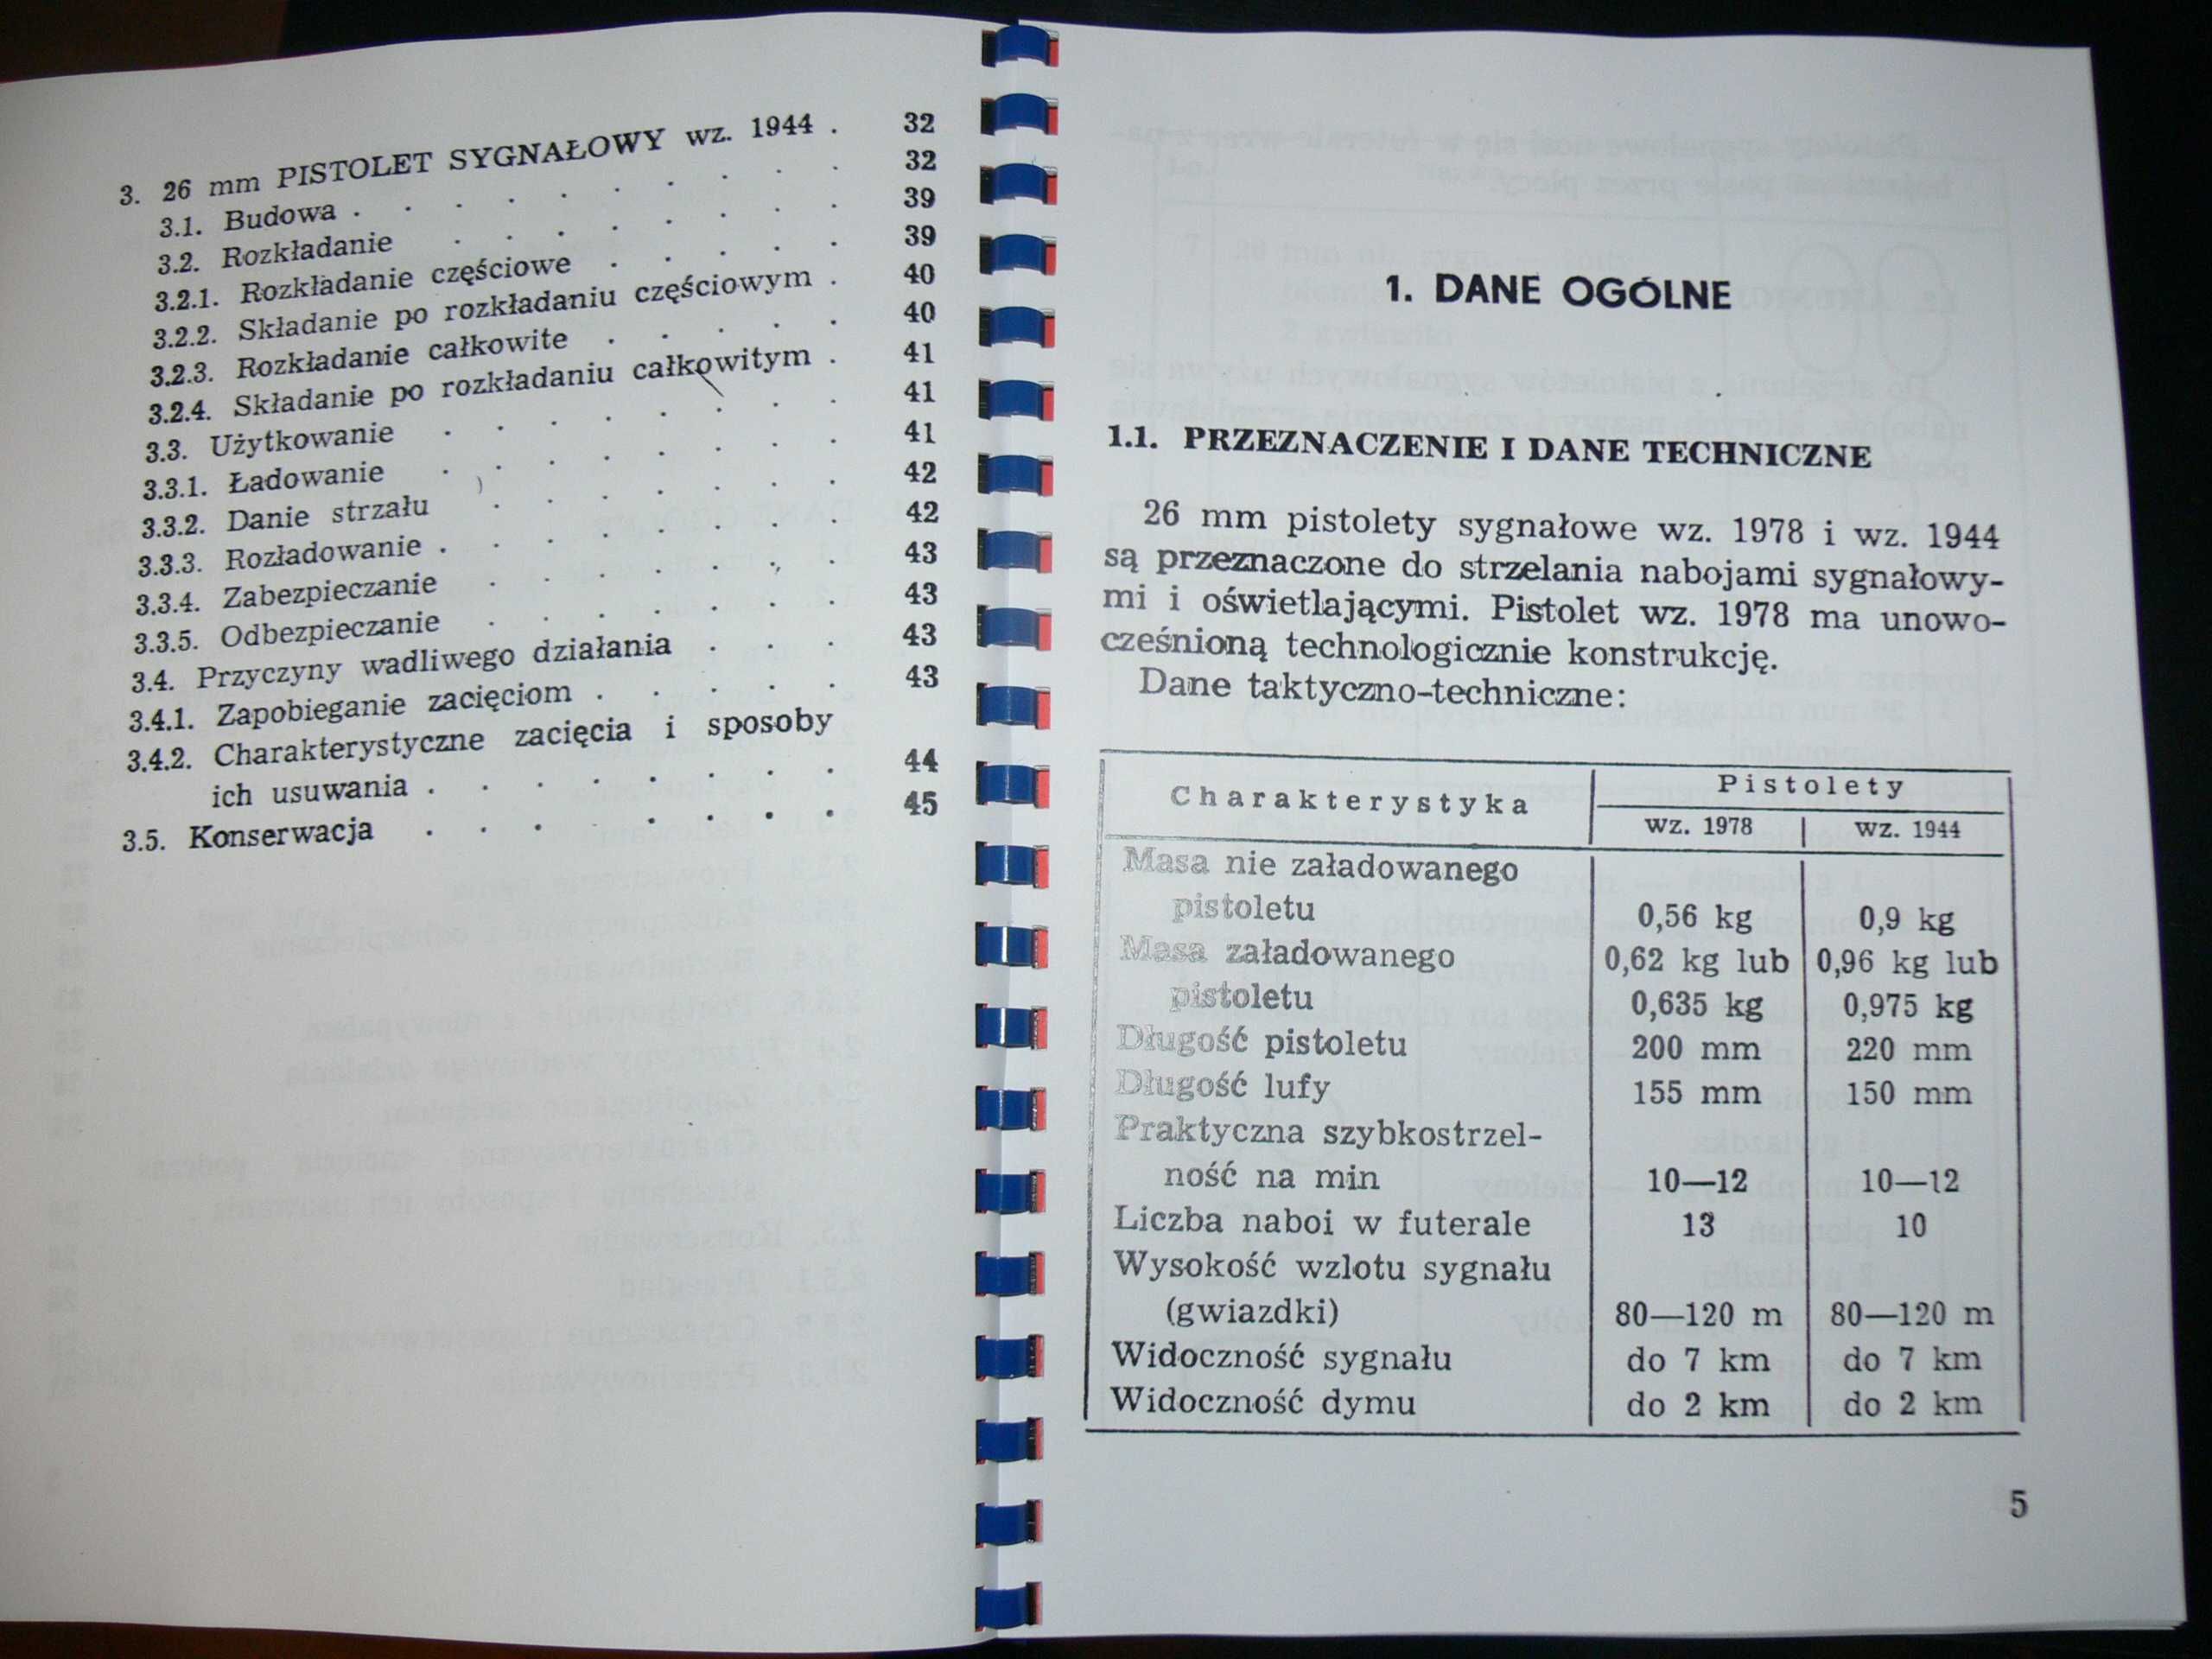 3. 26 mm PISTOLET SYGNAŁOWY wz. 1944 . 32
3.1. Budowa . . . . . . . . . 32
3.2. Rozkładanie . . . . . . . . 39
3.2.1. Rozkładanie częściowe . . . . . 39
3.2.2. Składanie po rozkładaniu częściowym . 40
3.2.3. Rozkładanie całkowite . . . . . 40
3.2.4. Składanie po rozkładaniu całkowitym . 41
3.3. Użytkowanie . . . . . . . . 41
3.3.1. Ładowanie . . . . . . . . 41
3.3.2. Danie strzału . . . . . . . 42
3.3.3. Rozładowanie . . . . . . . . 42
3.3.4. Zabezpieczanie . . . . . . . 43
3.3.5. Odbezpieczanie . . . . . . . 43
3.4. Przyczyny wadliwego działania . . . 43
3.4.1. Zapobieganie zacięciom . . . . . 43
3.4.2. Charakterystyczne zacięcia i sposoby
ich usuwania . . . . . . . . 44
3.5. Konserwacja . . . . . . . . 45
1. DANE OGÓLNE
1.1. PRZEZNACZENIE I DANE TECHNICZNE
26 mm pistolety sygnałowe wz. 1978 i wz. 1944
są przeznaczone do strzelania nabojami sygnałowy-
mi i oświetlającymi. Pistolet wz. 1978 ma unowo-
cześnioną technologicznie konstrukcję.
Dane taktyczno-techniczne:
Charakterystyka Pistolety
wz. 1978 wz. 1944
Masa nie załadowanego
pistoletu 0,56 kg 0,9 kg
Masa załadowanego 0,62 kg lub 0,96 kg lub
pistoletu 0,635 kg 0,975 kg
Długość pistoletu 200 mm 220 mm
Długość lufy 155 mm 150 mm
Praktyczna szybkostrzel-
ność na min 10—12 10—12
Liczba naboi w futerale 13 10
Wysokość wzlotu sygnału
(gwiazdki) 80—120 m 80—120 m
Widoczność sygnału do 7 km do 7 km
Widoczność dymu do 2 km do 2 km
5